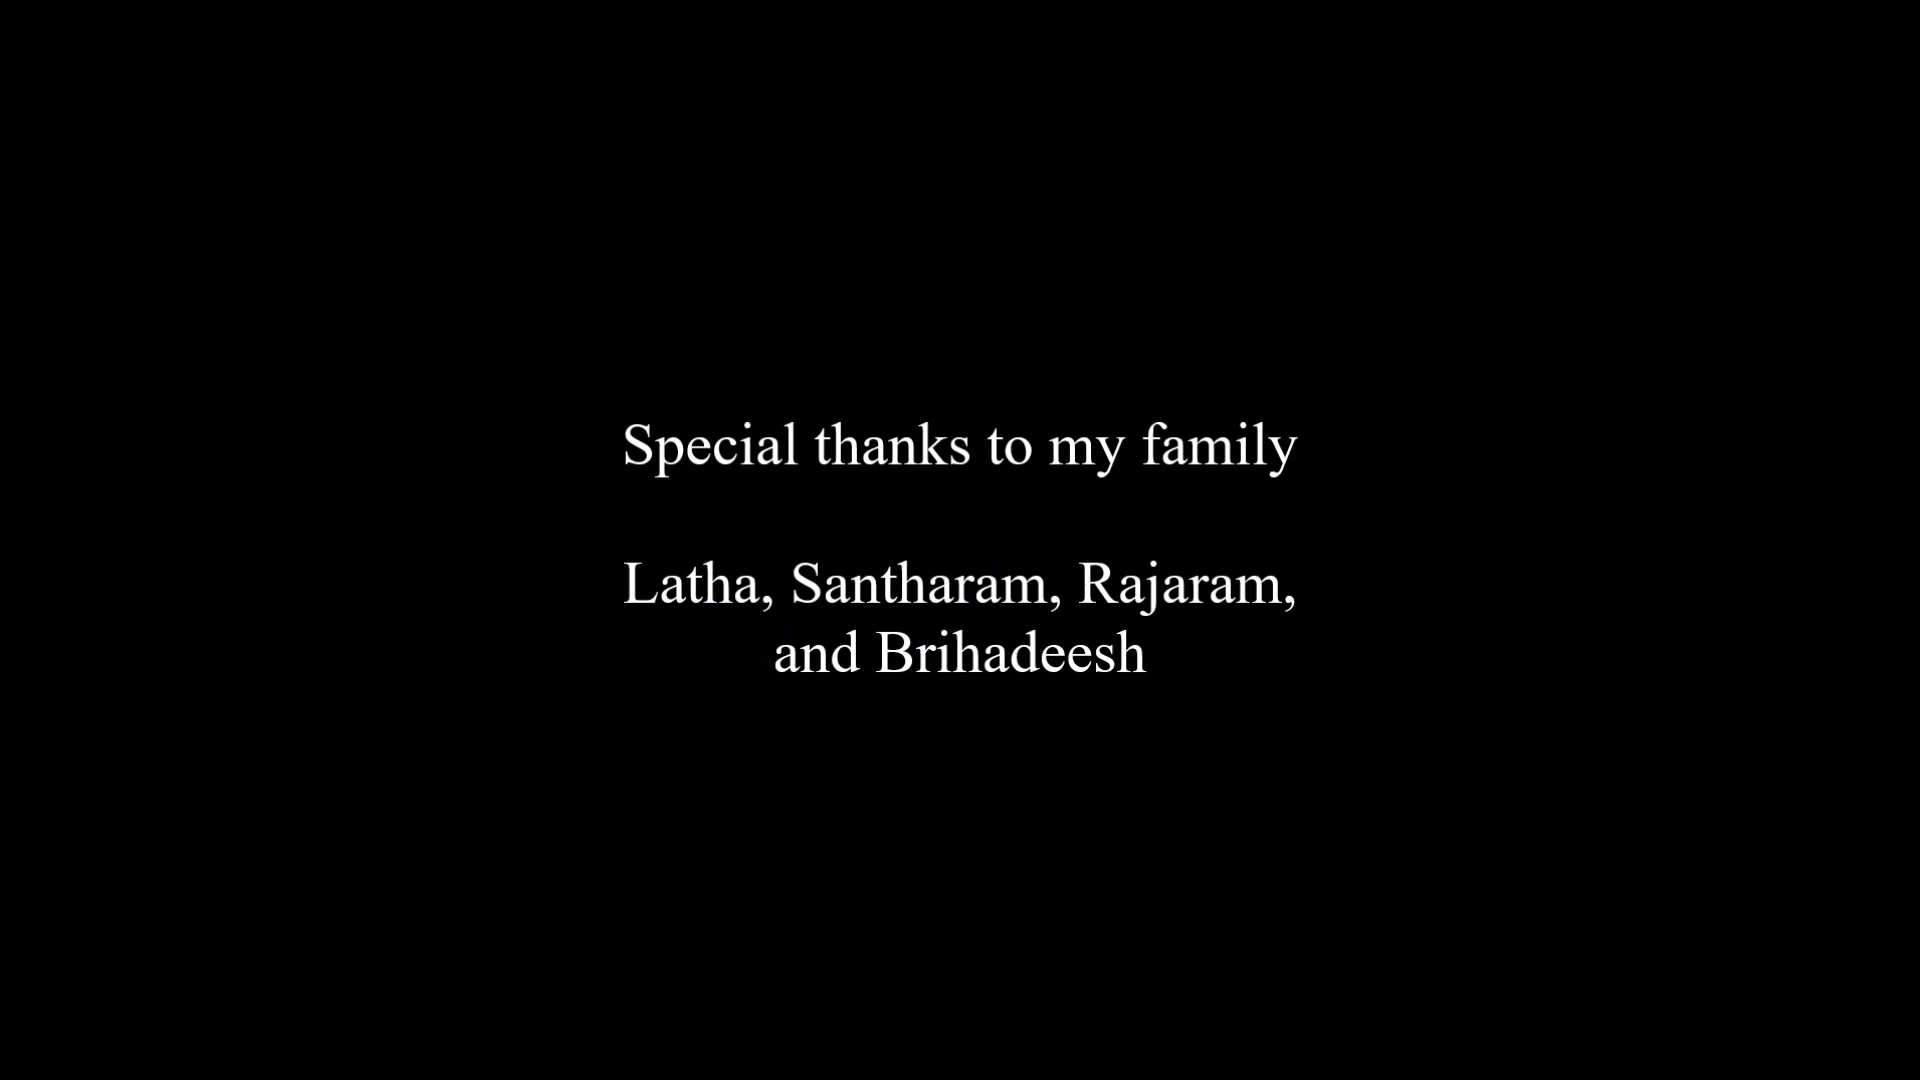 Special thanks to my family
Latha, Santharam, Rajaram,
and Brihadeesh